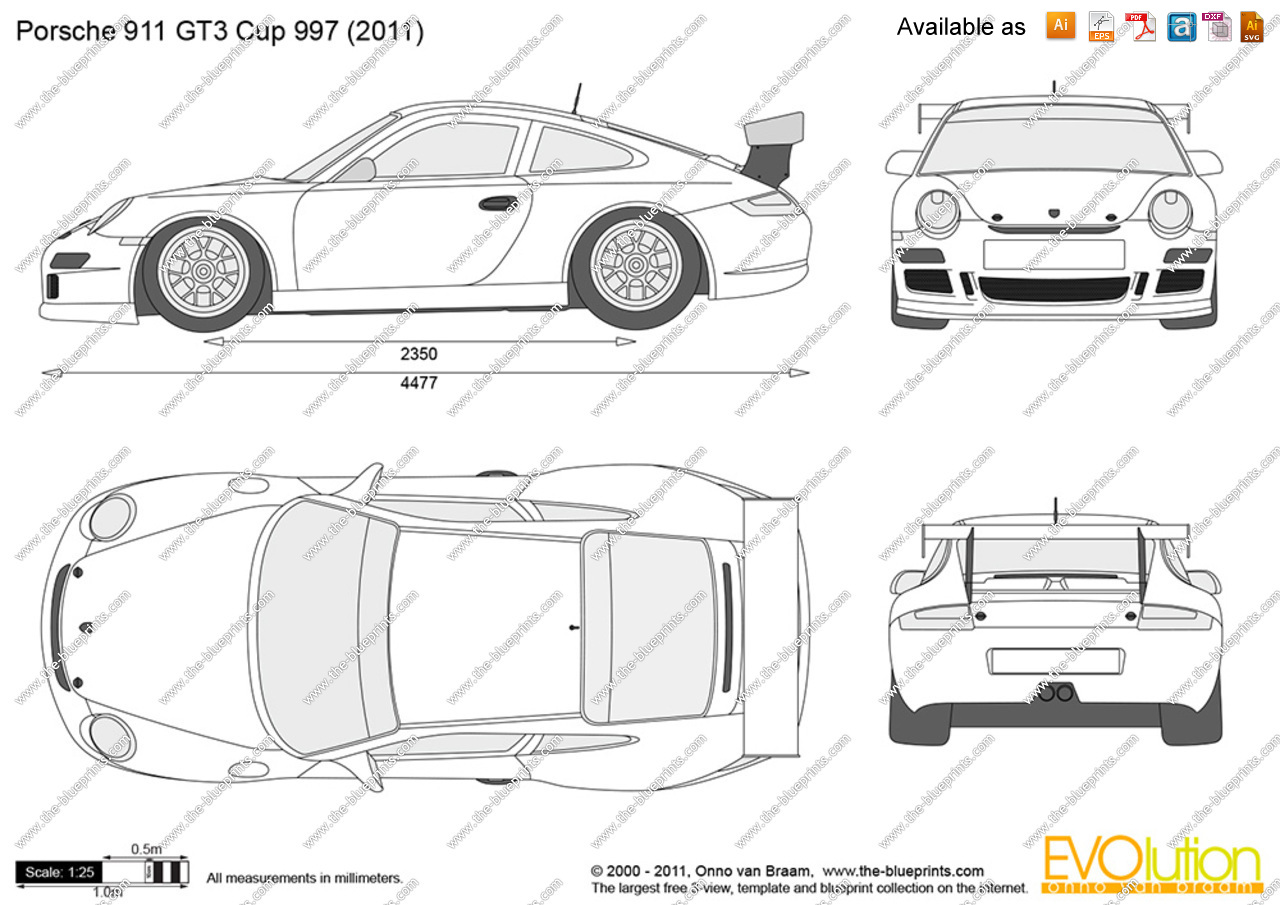 Porsche 911 GT3 Cup 997 (2011)
Available as
Ai
EPS
PDF
a
DXF
Ai
SVG
2350
4477
www.the-blueprints.com
0.5m
Scale: 1:25
1.0m
All measurements in millimeters.
© 2000 - 2011, Onno van Braam, www.the-blueprints.com
The largest free 3-view, template and blueprint collection on the internet.
EVOlution
onno van braam